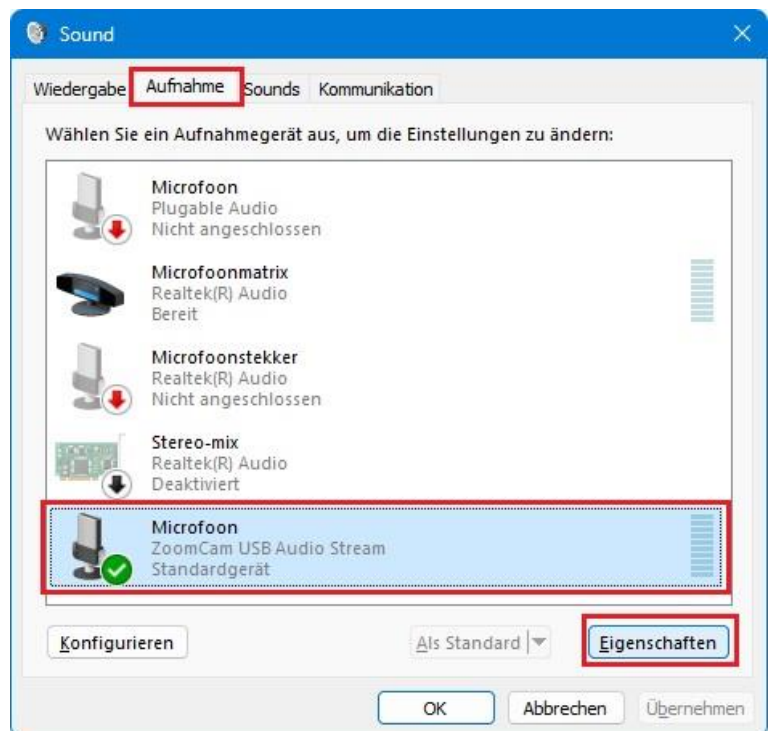 Sound
Wiedergabe Aufnahme Sounds Kommunikation
Wählen Sie ein Aufnahmegerät aus, um die Einstellungen zu ändern:
Microfoon
Plugable Audio
Nicht angeschlossen
Microfoonmatrix
Realtek(R) Audio
Bereit
Microfoonstekker
Realtek(R) Audio
Nicht angeschlossen
Stereo-mix
Realtek(R) Audio
Deaktiviert
Microfoon
ZoomCam USB Audio Stream
Standardgerät
Konfigurieren Als Standard Eigenschaften
OK Abbrechen Übernehmen